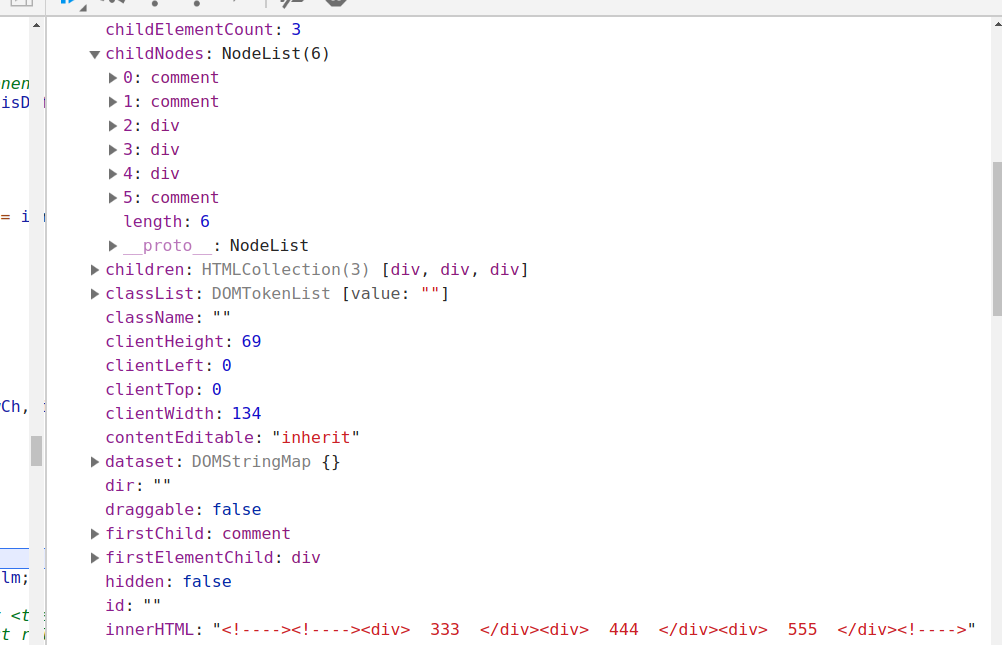 childElementCount: 3
childNodes: NodeList(6)
nen
0: comment
isD
1: comment
2: div
3: div
4: div
5: comment
= i
length: 6
__proto__: NodeList
children: HTMLCollection(3) [div, div, div]
classList: DOMTokenList [value: ""]
className: ""
clientHeight: 69
clientLeft: 0
clientTop: 0
Ch,
clientWidth: 134
contentEditable: "inherit"
dataset: DOMStringMap {}
dir: ""
draggable: false
firstChild: comment
firstElementChild: div
lm;
hidden: false
id: ""
<t
innerHTML: "<!----><!----><div>  333  </div><div>  444  </div><div>  555  </div><!---->"
t r